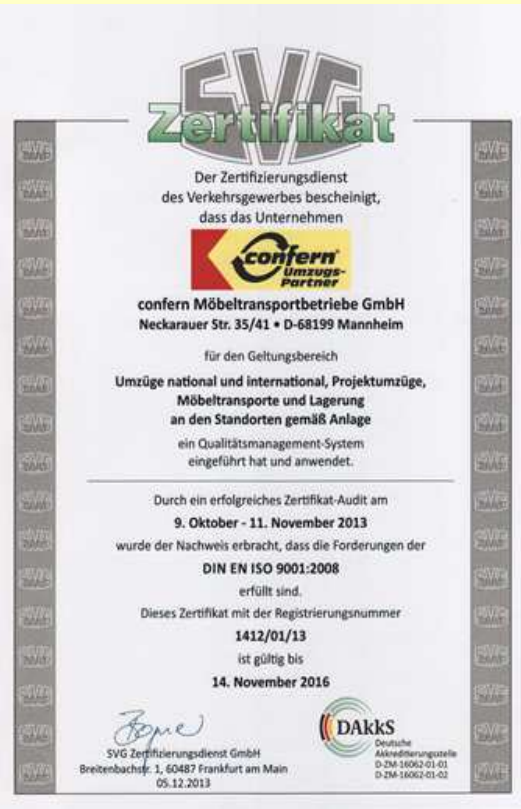 SVG
Zertifikat
Der Zertifizierungsdienst
des Verkehrsgewerbes bescheinigt,
dass das Unternehmen
confern
Umzugs-
Partner
confern Möbeltransportbetriebe GmbH
Neckarauer Str. 35/41 • D-68199 Mannheim
für den Geltungsbereich
Umzüge national und international, Projektumzüge,
Möbeltransporte und Lagerung
an den Standorten gemäß Anlage
ein Qualitätsmanagement-System
eingeführt hat und anwendet.
Durch ein erfolgreiches Zertifikat-Audit am
9. Oktober - 11. November 2013
wurde der Nachweis erbracht, dass die Forderungen der
DIN EN ISO 9001:2008
erfüllt sind.
Dieses Zertifikat mit der Registrierungsnummer
1412/01/13
ist gültig bis
14. November 2016
SVG Zertifizierungsdienst GmbH
Breitenbachstr. 1, 60487 Frankfurt am Main
05.12.2013
DAkkS
Deutsche
Akkreditierungsstelle
D-ZM-16062-01-01
D-ZM-16062-01-02